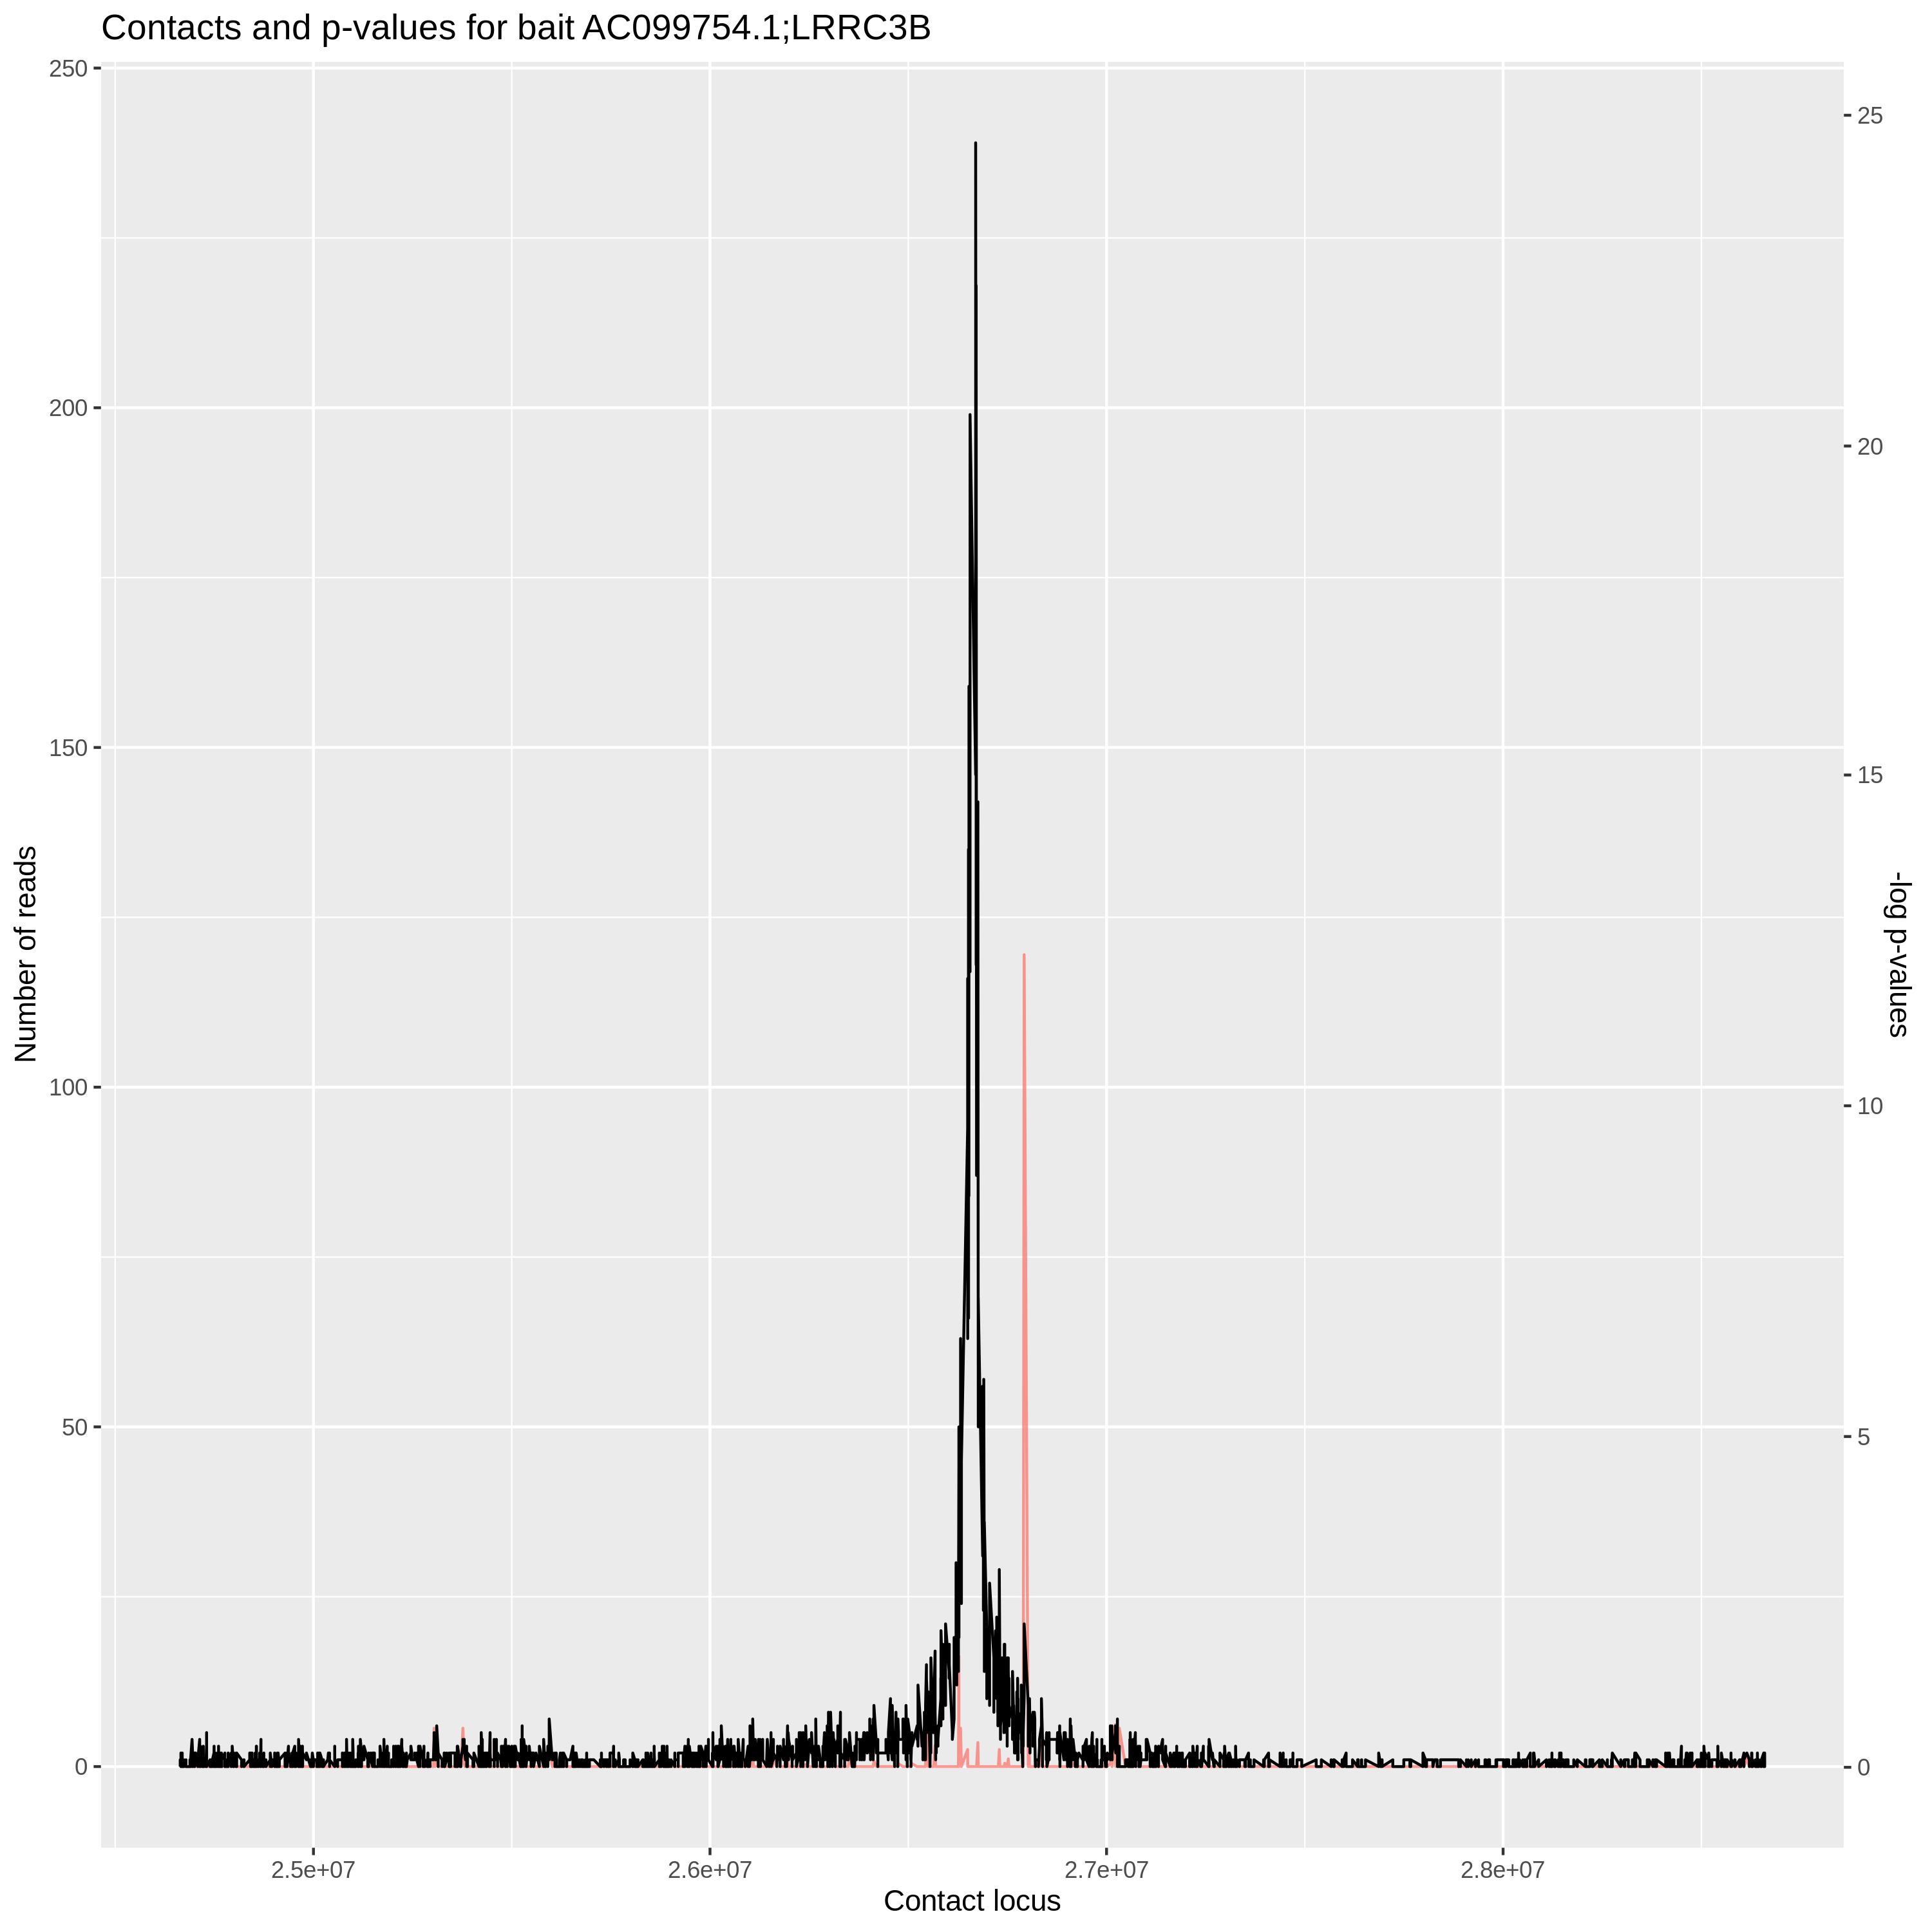 Contacts and p-values for bait AC099754.1;LRRC3B
250
200
150
100
50
0
Number of reads
25
20
15
10
5
0
-log p-values
2.5e+07
2.6e+07
2.7e+07
2.8e+07
Contact locus